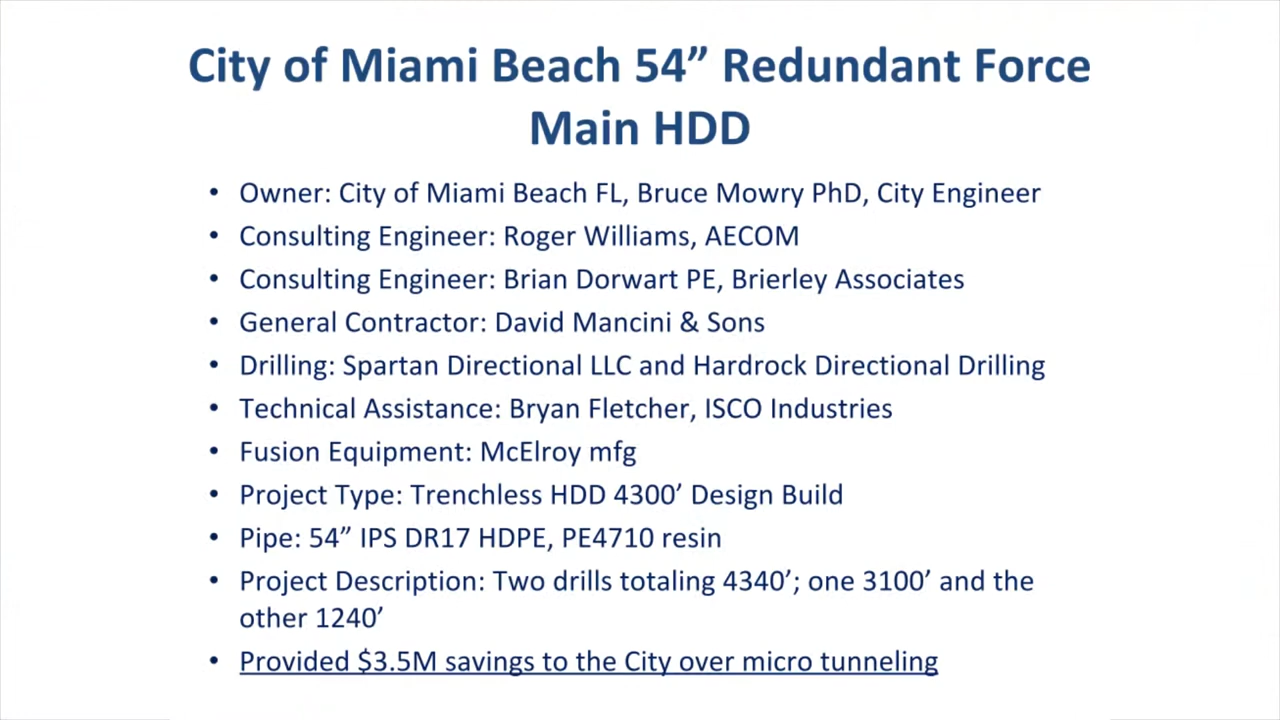 City of Miami Beach 54” Redundant Force
Main HDD
• Owner: City of Miami Beach FL, Bruce Mowry PhD, City Engineer
• Consulting Engineer: Roger Williams, AECOM
• Consulting Engineer: Brian Dorwart PE, Brierley Associates
• General Contractor: David Mancini & Sons
• Drilling: Spartan Directional LLC and Hardrock Directional Drilling
• Technical Assistance: Bryan Fletcher, ISCO Industries
• Fusion Equipment: McElroy mfg
• Project Type: Trenchless HDD 4300’ Design Build
• Pipe: 54” IPS DR17 HDPE, PE4710 resin
• Project Description: Two drills totaling 4340’; one 3100’ and the
other 1240’
• Provided $3.5M savings to the City over micro tunneling